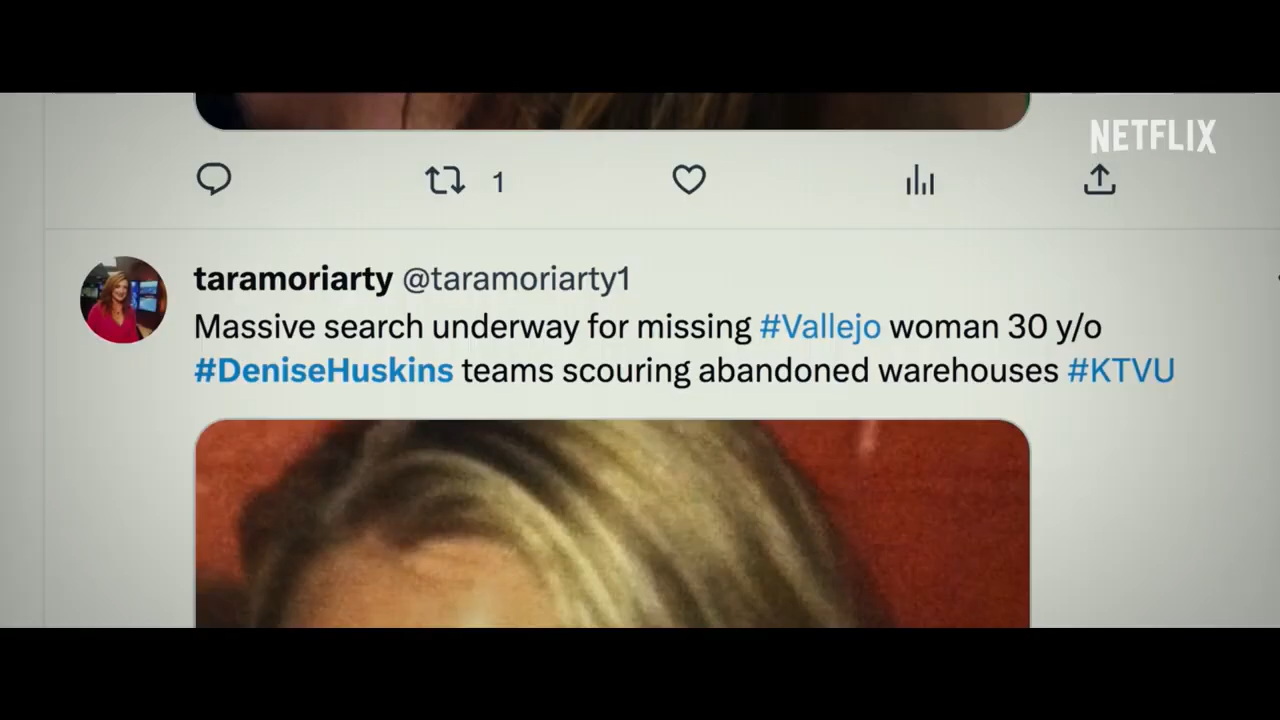 NETFLIX
1
taramoriarty @taramoriarty1
Massive search underway for missing #Vallejo woman 30 y/o
#DeniseHuskins teams scouring abandoned warehouses #KTVU